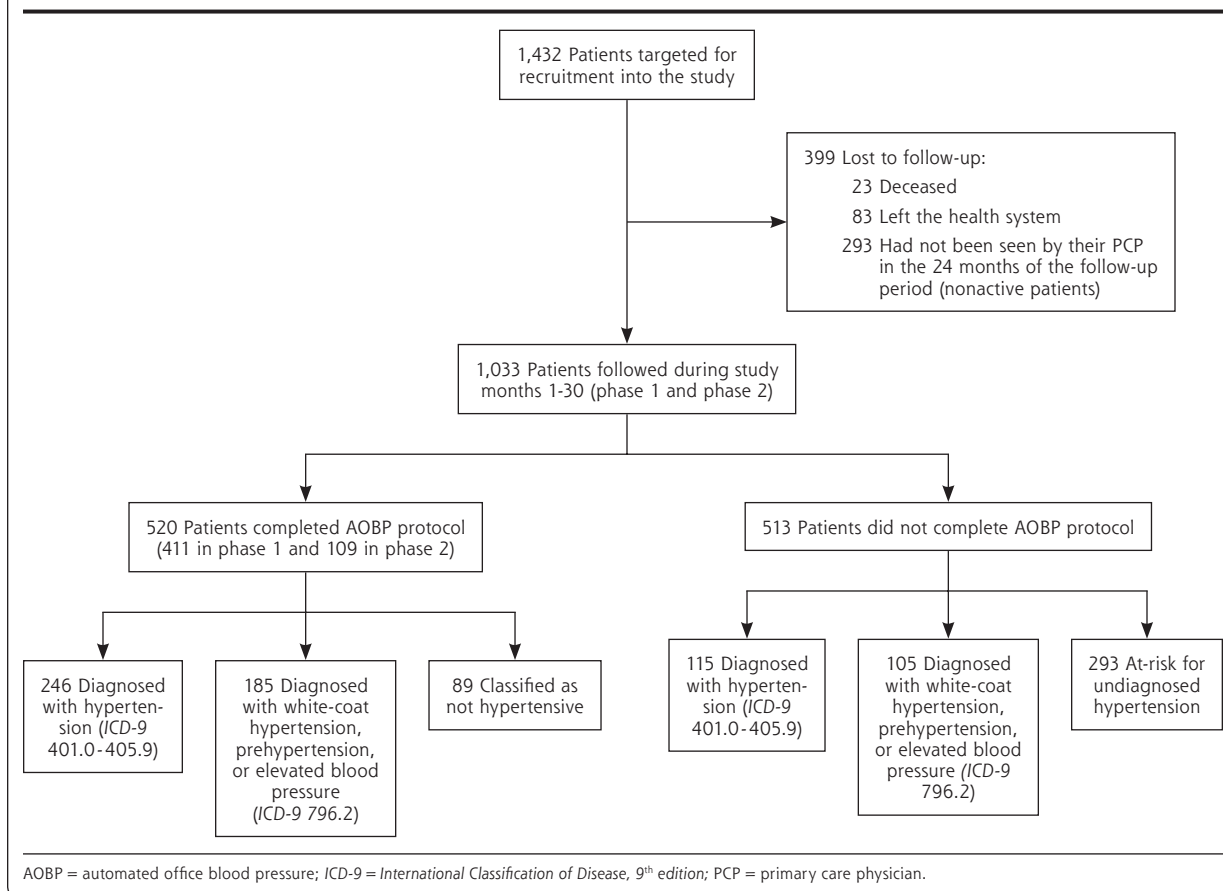 1,432 Patients targeted for
recruitment into the study
399 Lost to follow-up:
23 Deceased
83 Left the health system
293 Had not been seen by their PCP
in the 24 months of the follow-up
period (nonactive patients)
1,033 Patients followed during study
months 1-30 (phase 1 and phase 2)
520 Patients completed AOBP protocol
(411 in phase 1 and 109 in phase 2)
513 Patients did not complete AOBP protocol
246 Diagnosed
with hyperten-
sion (ICD-9
401.0-405.9)
185 Diagnosed
with white-coat
hypertension,
prehypertension,
or elevated blood
pressure
(ICD-9 796.2)
89 Classified as
not hypertensive
115 Diagnosed
with hyperten-
sion (ICD-9
401.0-405.9)
105 Diagnosed
with white-coat
hypertension,
prehypertension,
or elevated blood
pressure (ICD-9
796.2)
293 At-risk for
undiagnosed
hypertension
AOBP = automated office blood pressure; ICD-9 = International Classification of Disease, 9th edition; PCP = primary care physician.